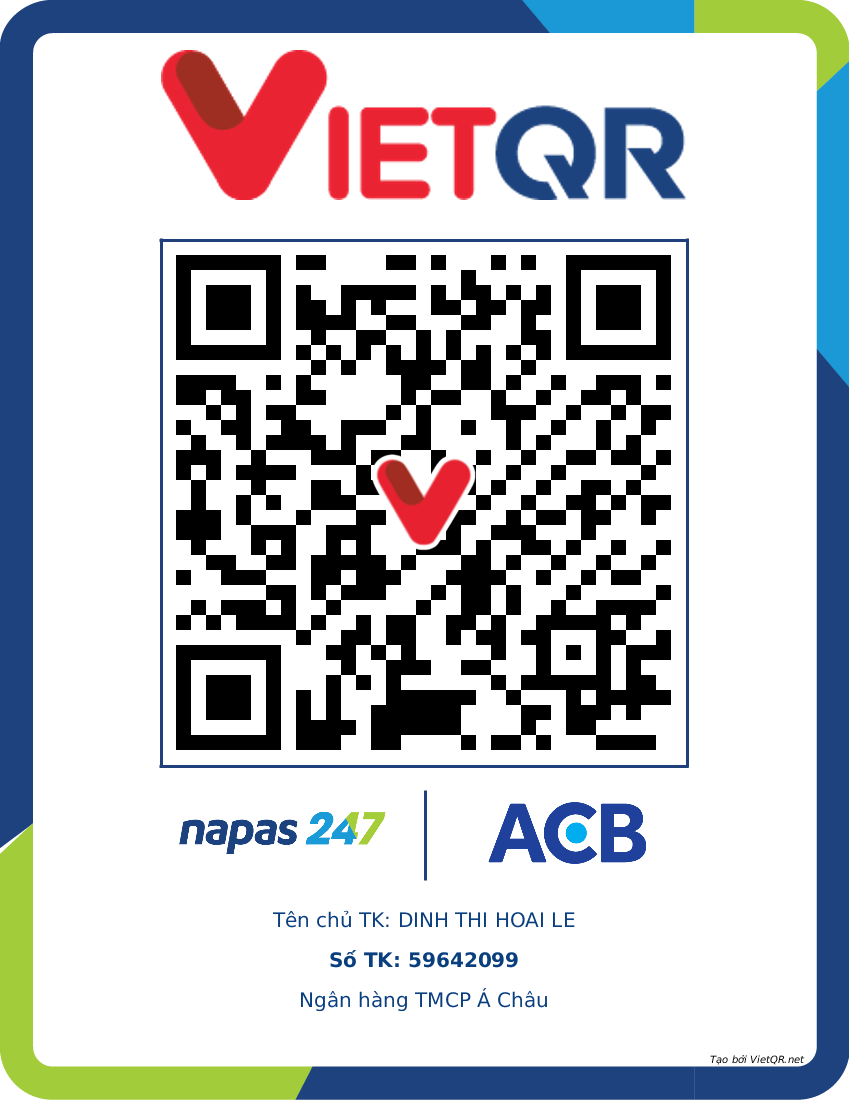 VIETQR
napas 247
ACB
Tên chủ TK: DINH THI HOAI LE
Số TK: 59642099
Ngân hàng TMCP Á Châu
Tạo bởi VietQR.net